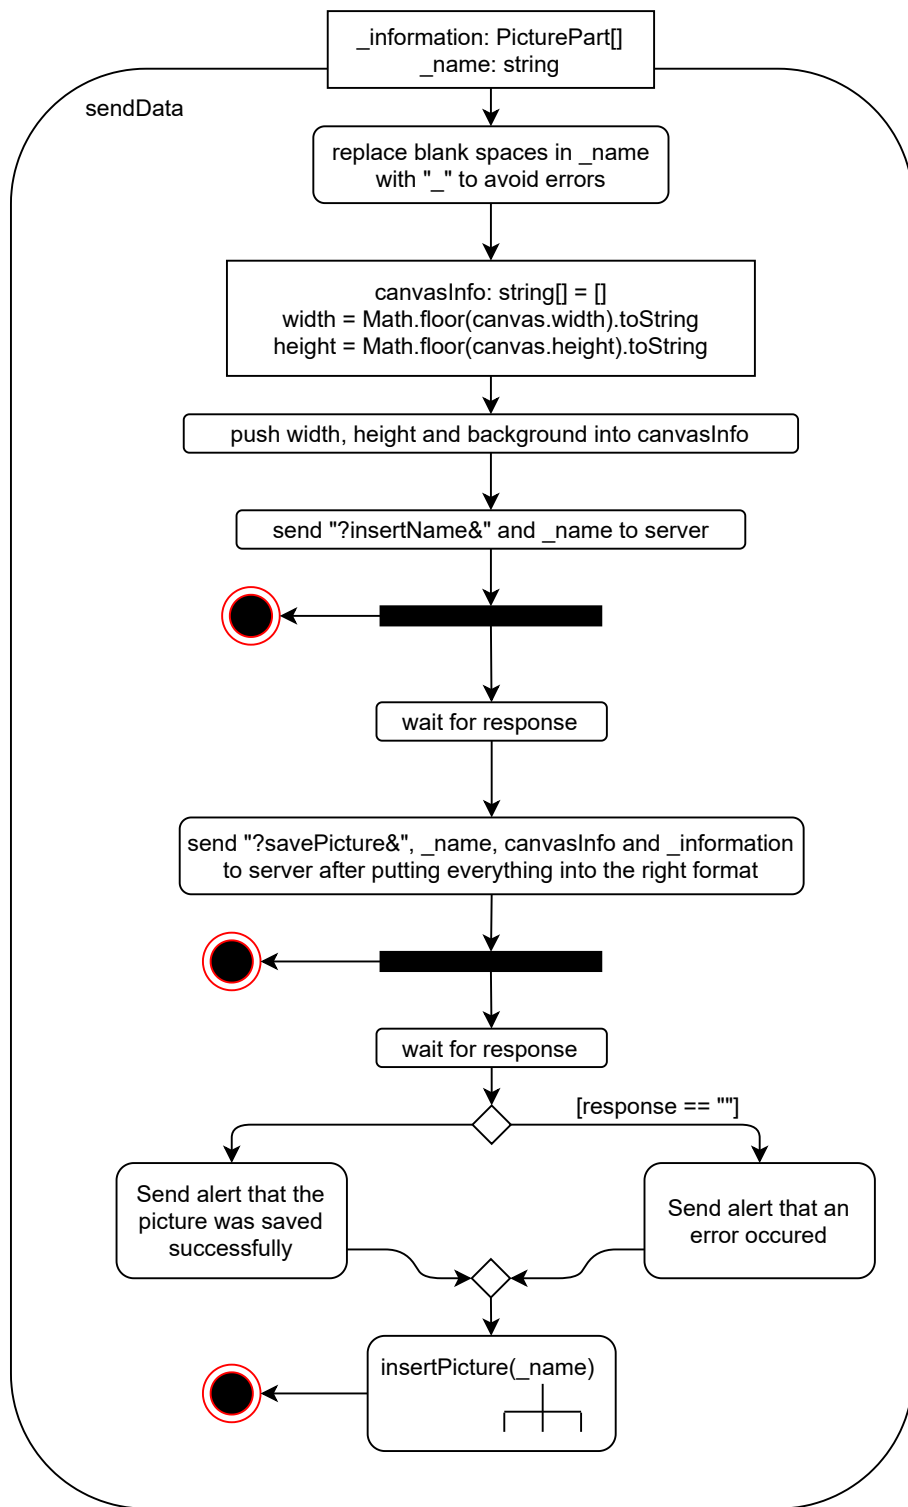 _information: PicturePart[]
_name: string
sendData
replace blank spaces in _name
with "_" to avoid errors
canvasInfo: string[] = []
width = Math.floor(canvas.width).toString
height = Math.floor(canvas.height).toString
push width, height and background into canvasInfo
send "?insertName&" and _name to server
wait for response
send "?savePicture&", _name, canvasInfo and _information
to server after putting everything into the right format
wait for response
[response == ""]
Send alert that the
picture was saved
successfully
Send alert that an
error occured
insertPicture(_name)